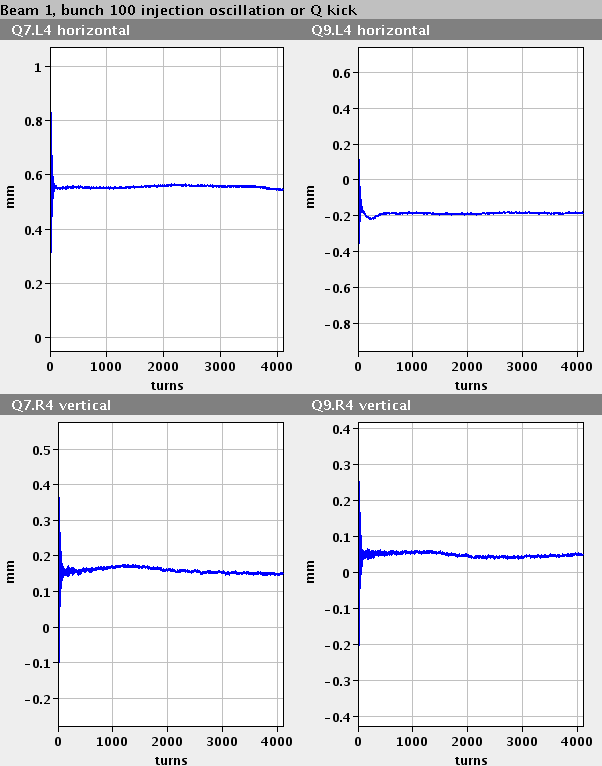 Beam 1, bunch 100 injection oscillation or Q kick
Q7.L4 horizontal
1
0.8
0.6
0.4
0.2
0
mm
0 1000 2000 3000 4000
turns
Q9.L4 horizontal
0.6
0.4
0.2
0
-0.2
-0.4
-0.6
-0.8
mm
0 1000 2000 3000 4000
turns
Q7.R4 vertical
0.5
0.4
0.3
0.2
0.1
0
-0.1
-0.2
mm
0 1000 2000 3000 4000
turns
Q9.R4 vertical
0.4
0.3
0.2
0.1
0
-0.1
-0.2
-0.3
-0.4
mm
0 1000 2000 3000 4000
turns